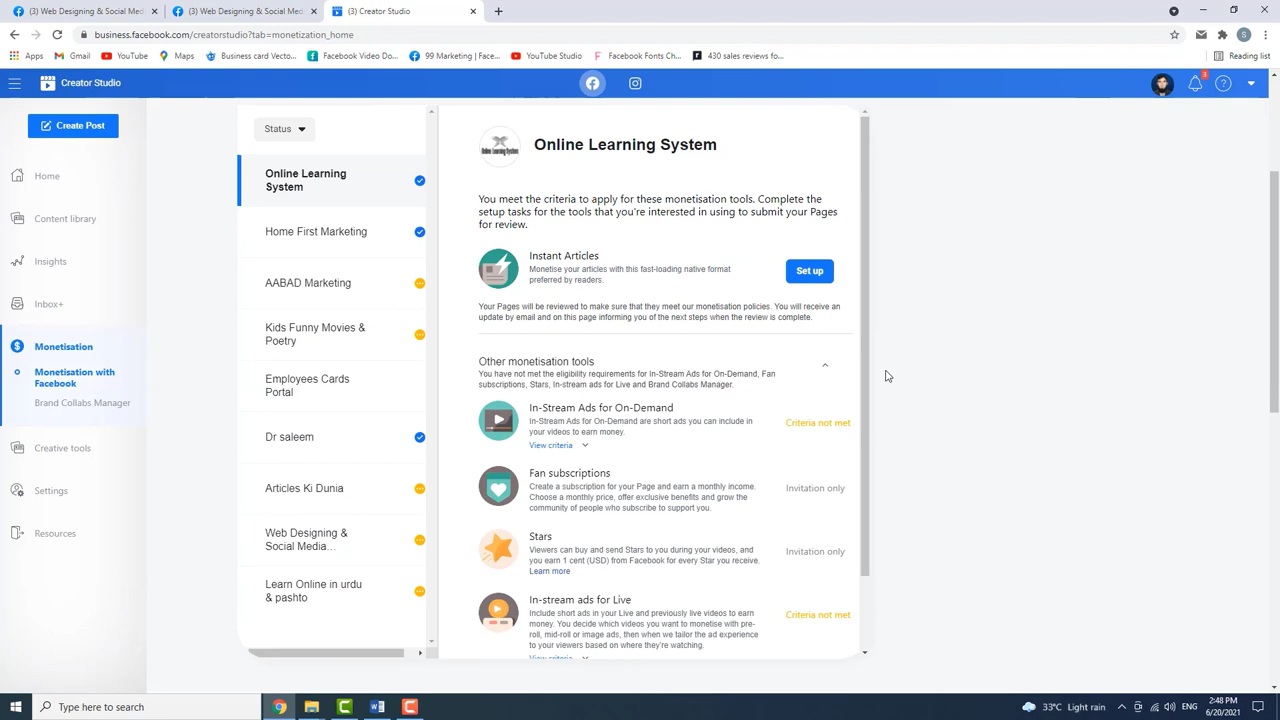 (3) Web Designing & Social Med
(3) Web Designing & Social Med
(3) Creator Studio
business.facebook.com/creatorstudio?tab=monetization_home
Apps
Gmail
YouTube
Maps
Business card Vecto...
Facebook Video Do...
99 Marketing | Face...
YouTube Studio
Facebook Fonts Ch...
430 sales reviews fo...
Reading list
Creator Studio
3
Create Post
Home
Content library
Insights
Inbox+
Monetisation
Monetisation with
Facebook
Brand Collabs Manager
Creative tools
Settings
Resources
Status
Online Learning
System
Home First Marketing
AABAD Marketing
Kids Funny Movies &
Poetry
Employees Cards
Portal
Dr saleem
Articles Ki Dunia
Web Designing &
Social Media...
Learn Online in urdu
& pashto
Online Learning System
You meet the criteria to apply for these monetisation tools. Complete the
setup tasks for the tools that you're interested in using to submit your Pages
for review.
Instant Articles
Monetise your articles with this fast-loading native format
preferred by readers.
Set up
Your Pages will be reviewed to make sure that they meet our monetisation policies. You will receive an
update by email and on this page informing you of the next steps when the review is complete.
Other monetisation tools
You have not met the eligibility requirements for In-Stream Ads for On-Demand, Fan
subscriptions, Stars, In-stream ads for Live and Brand Collabs Manager.
In-Stream Ads for On-Demand
In-Stream Ads for On-Demand are short ads you can include in
your videos to earn money.
View criteria
Criteria not met
Fan subscriptions
Create a subscription for your Page and earn a monthly income.
Choose a monthly price, offer exclusive benefits and grow the
community of people who subscribe to support you.
Invitation only
Stars
Viewers can buy and send Stars to you during your videos, and
you earn 1 cent (USD) from Facebook for every Star you receive.
Learn more
Invitation only
In-stream ads for Live
Include short ads in your Live and previously live videos to earn
money. You decide which videos you want to monetise with pre-
roll, mid-roll or image ads, then when we tailor the ad experience
to your viewers based on where they're watching.
View criteria
Criteria not met
Type here to search
33°C Light rain
ENG
2:48 PM
6/20/2021